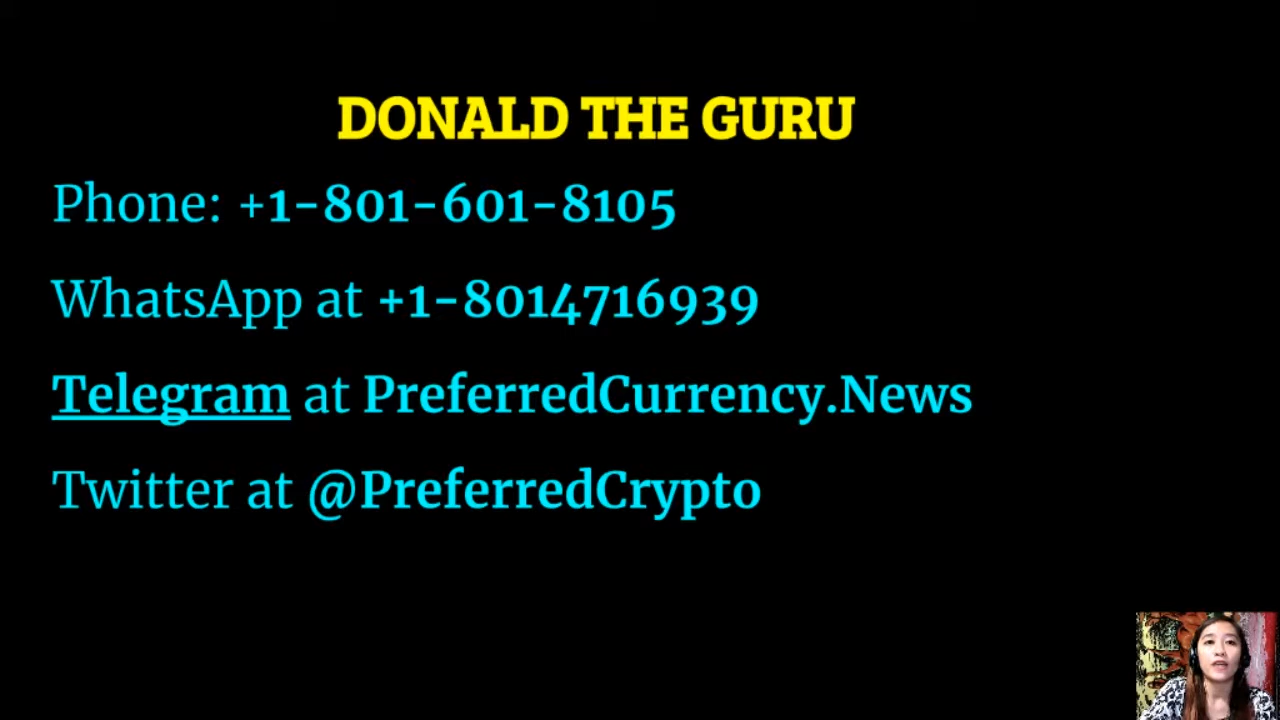 DONALD THE GURU
Phone: +1-801-601-8105
WhatsApp at +1-8014716939
Telegram at PreferredCurrency.News
Twitter at @PreferredCrypto